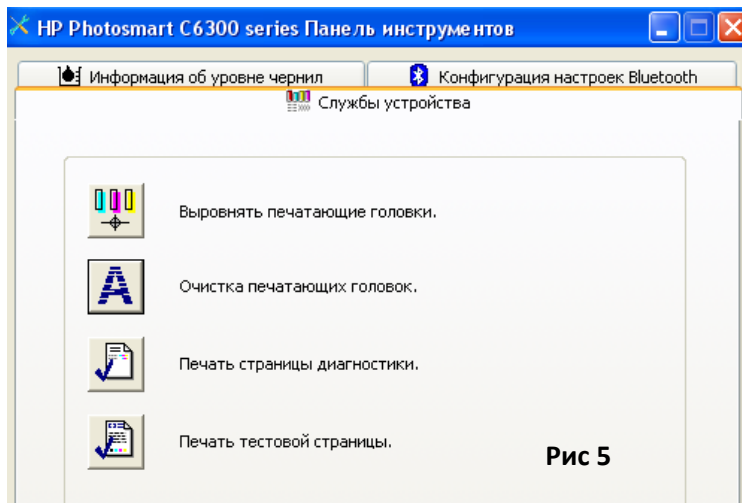 HP Photosmart C6300 series Панель инструментов
Информация об уровне чернил
Конфигурация настроек Bluetooth
Службы устройства
Выровнять печатающие головки.
Очистка печатающих головок.
Печать страницы диагностики.
Печать тестовой страницы.
Рис 5